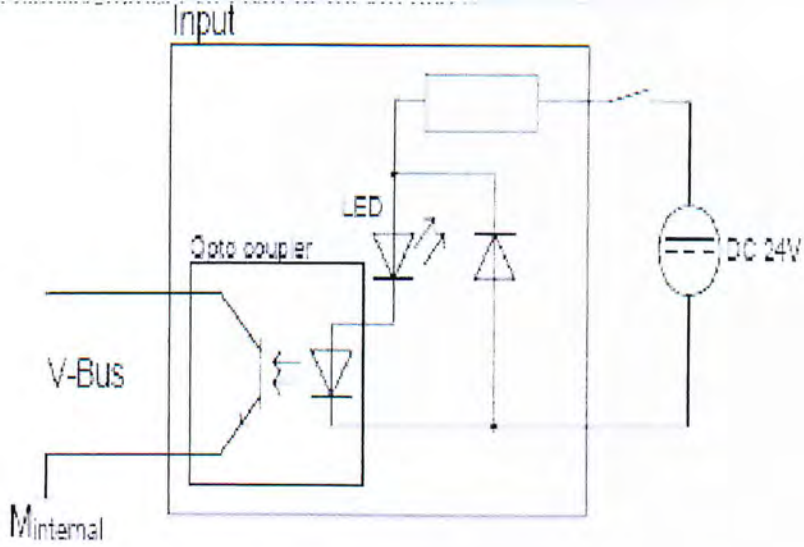 Input
LED
Opto coupler
DC 24V
V-Bus
Minternal